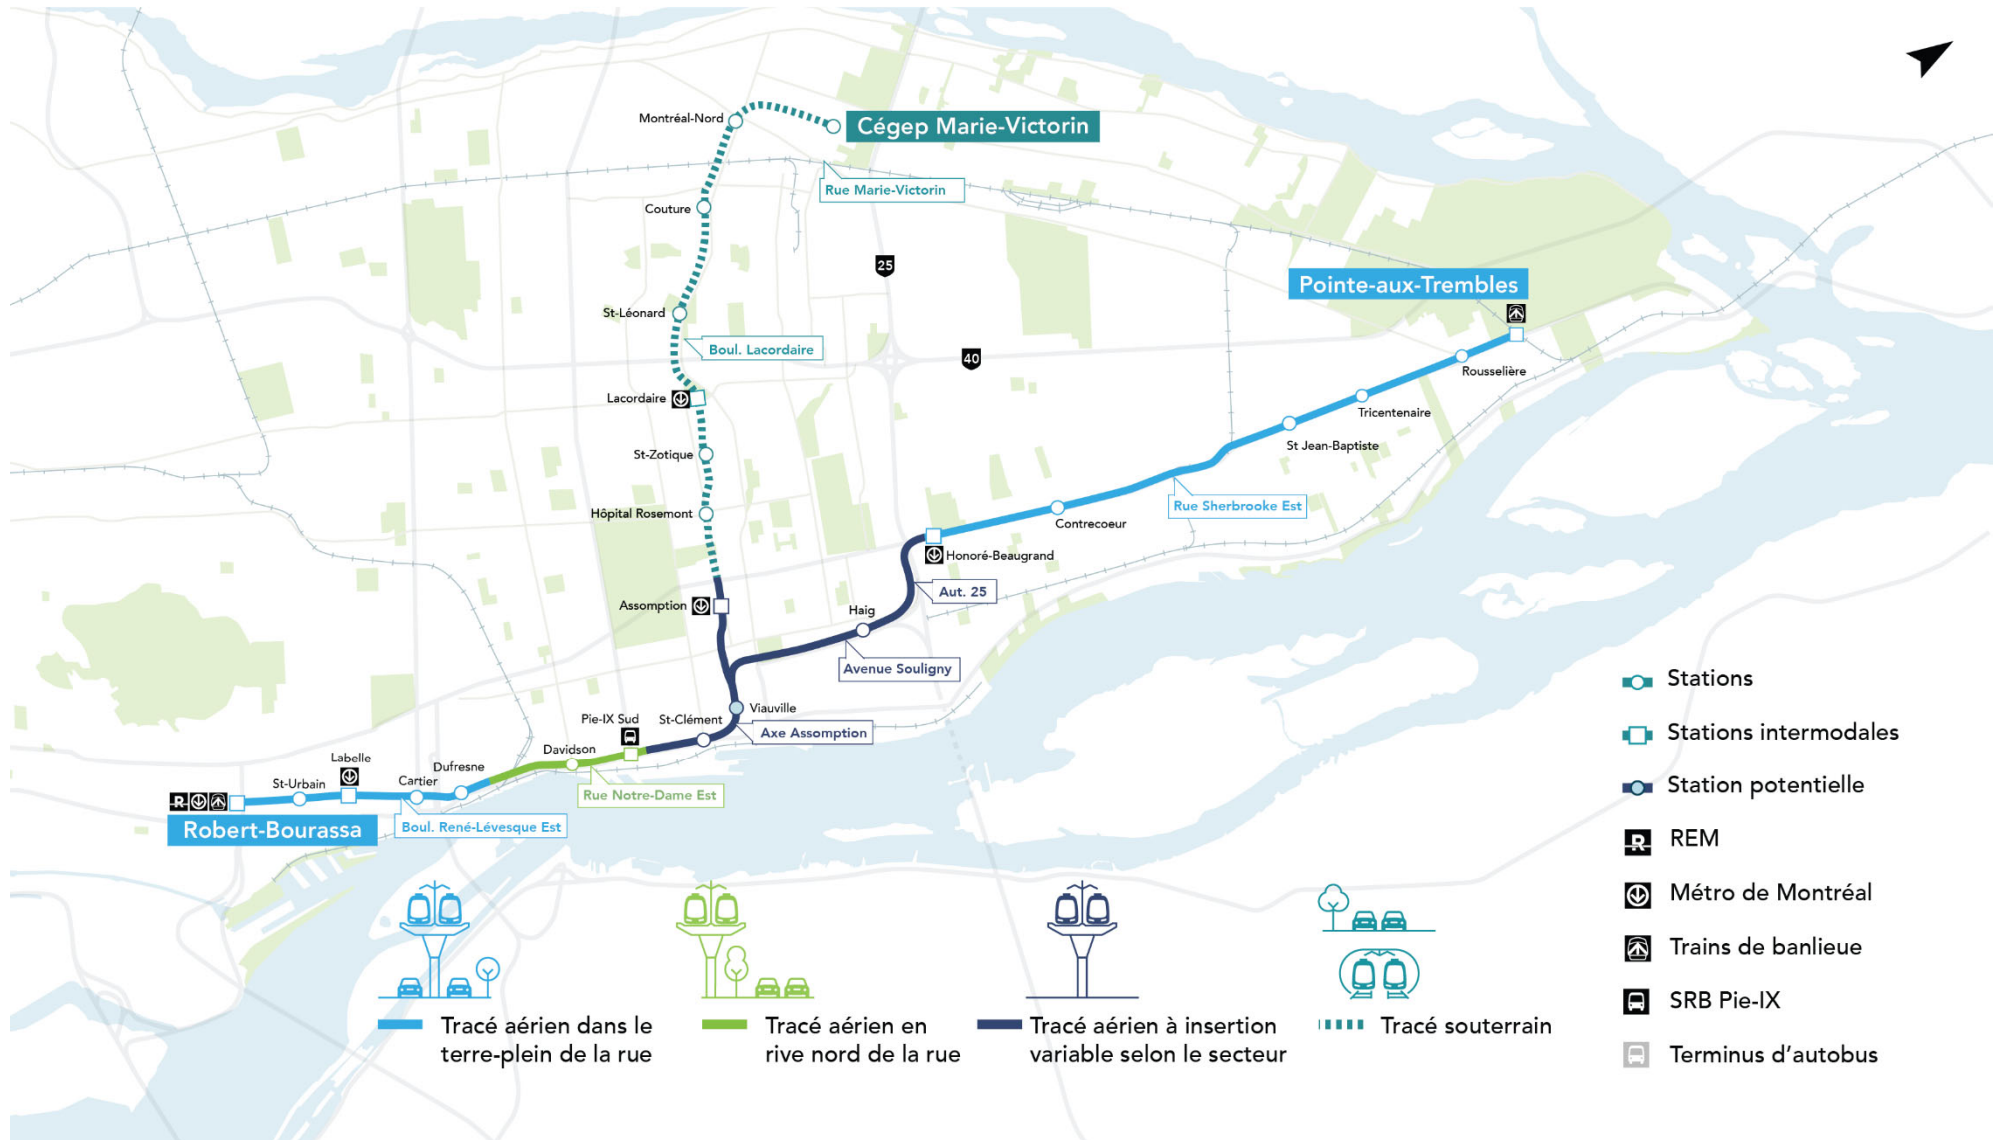 Montréal-Nord
Cégep Marie-Victorin
Rue Marie-Victorin
Couture
25
Pointe-aux-Trembles
St-Léonard
Boul. Lacordaire
40
Rousselière
Lacordaire
Tricentenaire
St Jean-Baptiste
St-Zotique
Rue Sherbrooke Est
Hôpital Rosemont
Contrecoeur
Honoré-Beaugrand
Aut. 25
Assomption
Haig
Avenue Souligny
Viauville
Pie-IX Sud
St-Clément
Axe Assomption
Davidson
Labelle
Dufresne
St-Urbain
Cartier
Rue Notre-Dame Est
R
Robert-Bourassa
Boul. René-Lévesque Est
Stations
Stations intermodales
Station potentielle
R
REM
Métro de Montréal
Trains de banlieue
SRB Pie-IX
Terminus d'autobus
Tracé aérien dans le
terre-plein de la rue
Tracé aérien en
rive nord de la rue
Tracé aérien à insertion
variable selon le secteur
Tracé souterrain